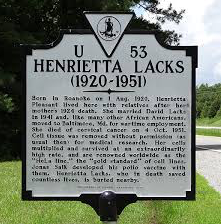 U 53
HENRIETTA LACKS
(1920-1951)
Born in Roanoke on 1 Aug. 1920, Henrietta
Pleasant lived here with relatives after her
mother's 1924 death. She married David Lacks
in 1941 and, like many other African Americans,
moved to Baltimore, Md. for wartime employment.
She died of cervical cancer on 4 Oct. 1951.
Cell tissue was removed without permission (as
usual then) for medical research. Her cells
multiplied and survived at an extraordinarily
high rate, and are renowned worldwide as the
"HeLa line," the "gold standard" of cell lines.
Jonas Salk developed his polio vaccine with
them. Henrietta Lacks, who in death saved
countless lives, is buried nearby.